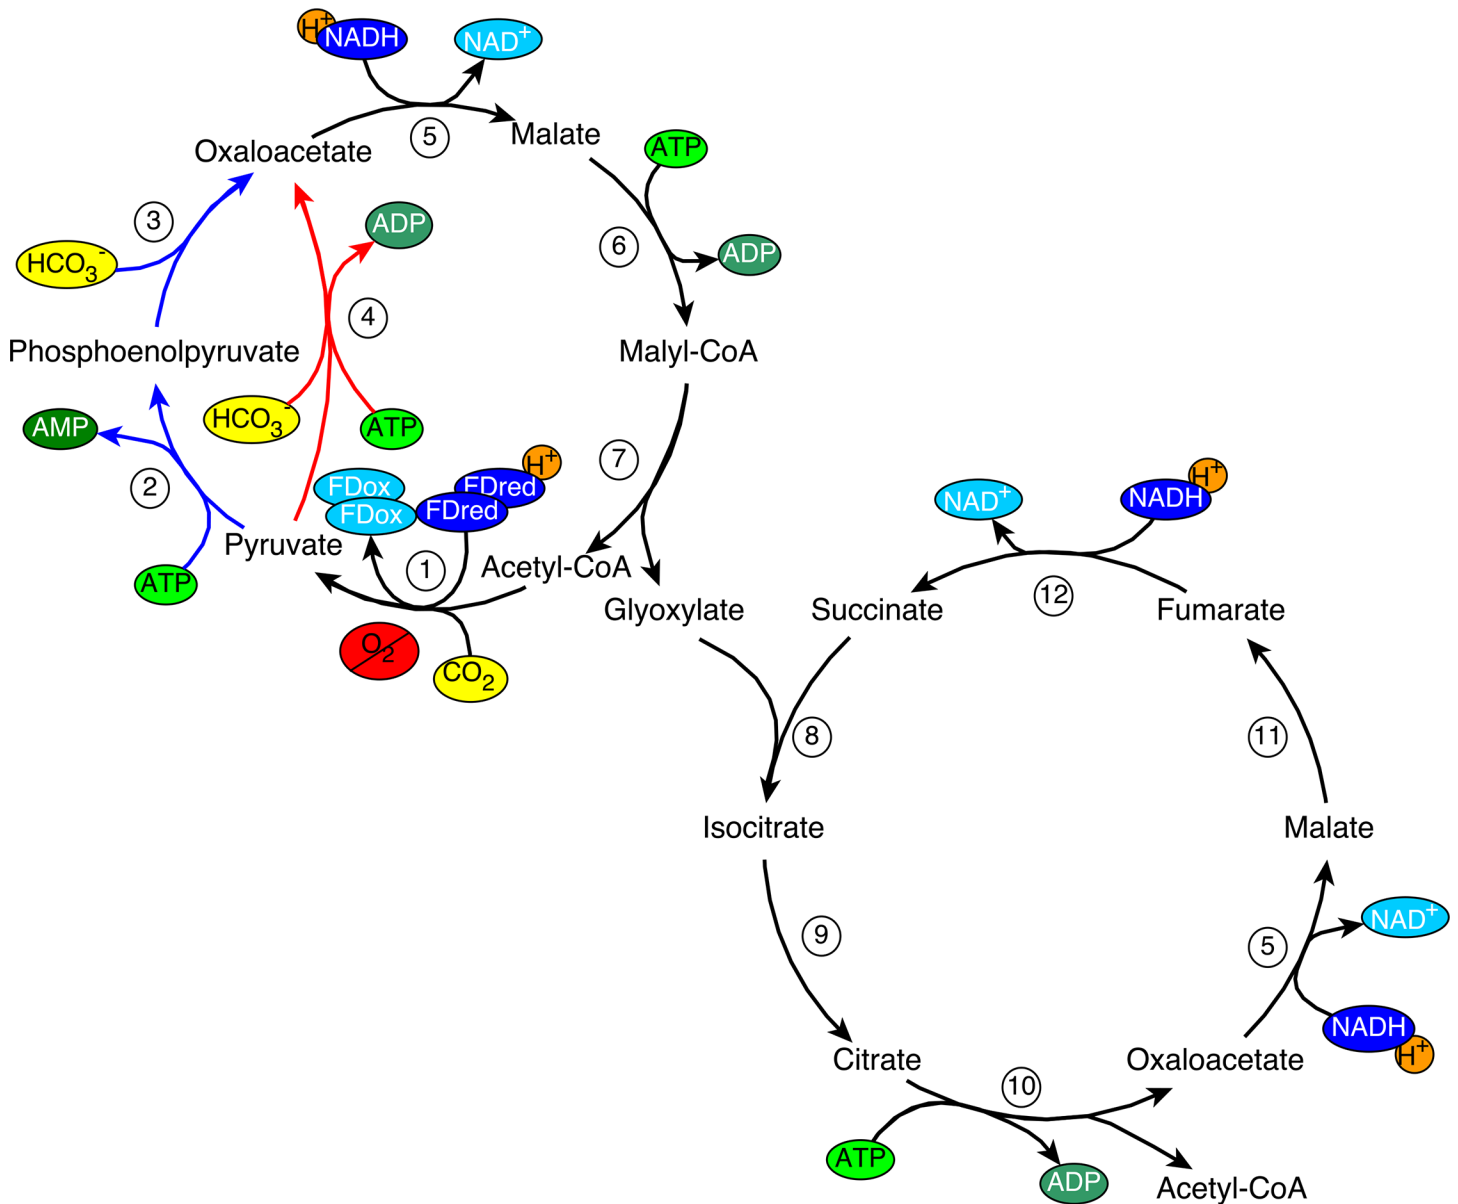 H+
NADH
NAD+
5
Malate
Oxaloacetate
ATP
3
ADP
6
ADP
HCO3-
4
Phosphoenolpyruvate
Malyl-CoA
HCO3-
ATP
AMP
7
H+
2
FDox
FDred
FDox
FDred
NAD+
NADH
H+
Pyruvate
1
Acetyl-CoA
ATP
12
Glyoxylate
Succinate
Fumarate
O2
CO2
8
11
Isocitrate
Malate
9
NAD+
5
NADH
H+
Citrate
Oxaloacetate
10
ATP
ADP
Acetyl-CoA